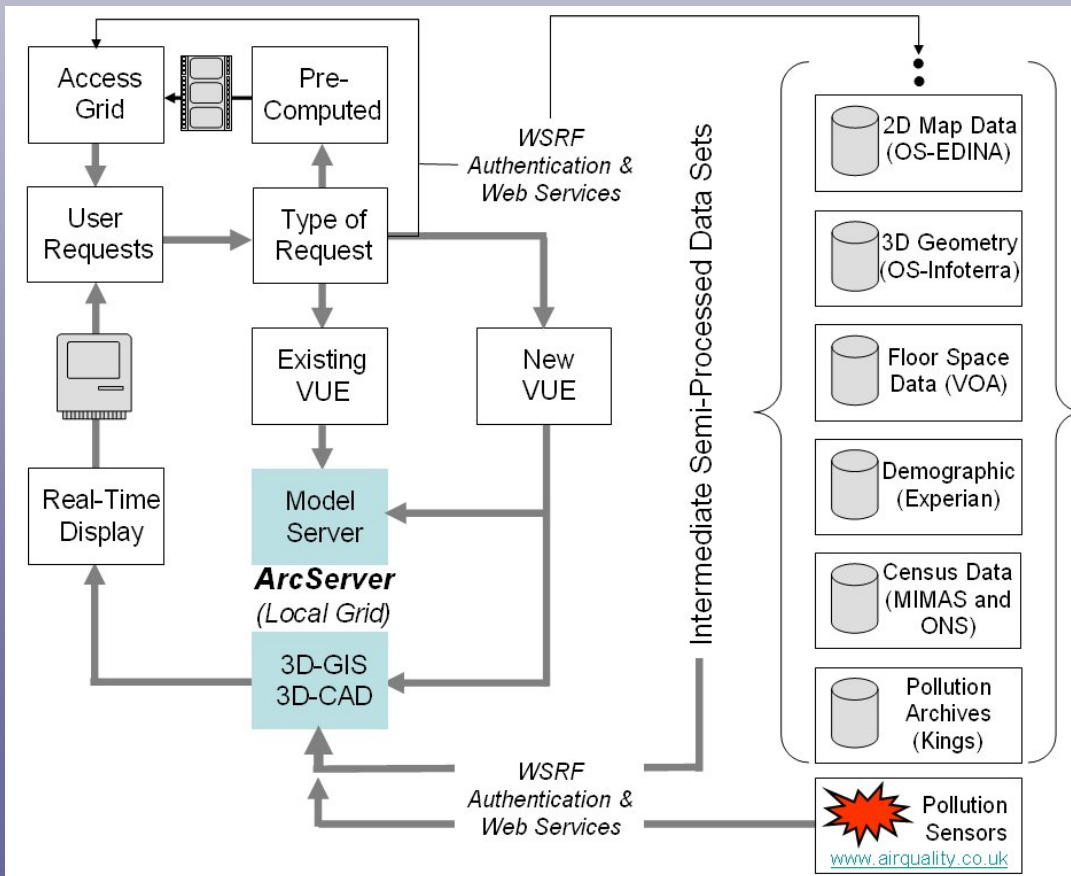 Access
Grid
Pre-
Computed
WSRF
Authentication &
Web Services
User
Requests
Type of
Request
Existing
VUE
New
VUE
Real-Time
Display
Model
Server
ArcServer
(Local Grid)
3D-GIS
3D-CAD
WSRF
Authentication &
Web Services
Intermediate Semi-Processed Data Sets
2D Map Data
(OS-EDINA)
3D Geometry
(OS-Infoterra)
Floor Space
Data (VOA)
Demographic
(Experian)
Census Data
(MIMAS and
ONS)
Pollution
Archives
(Kings)
Pollution
Sensors
www.airquality.co.uk